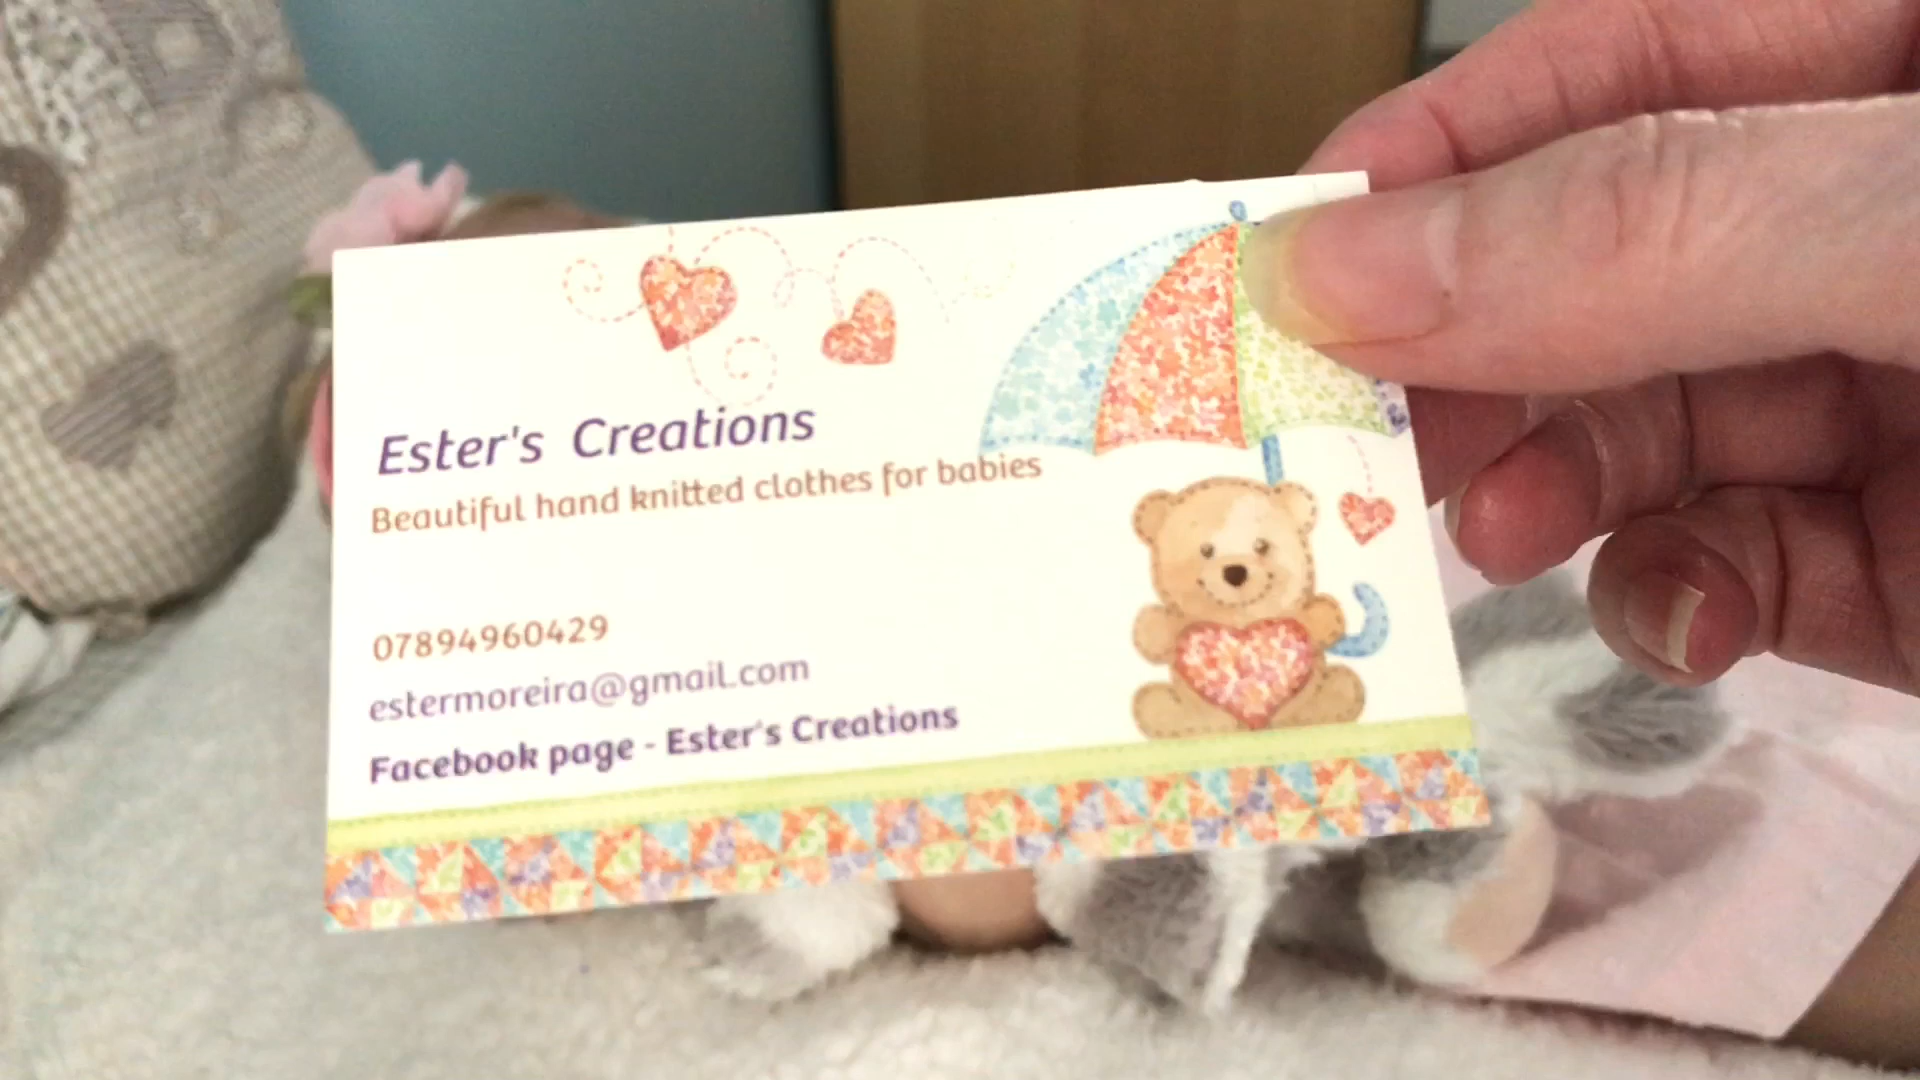 Ester's Creations
Beautiful hand knitted clothes for babies
07894960429
estermoreira@gmail.com
Facebook page - Ester's Creations